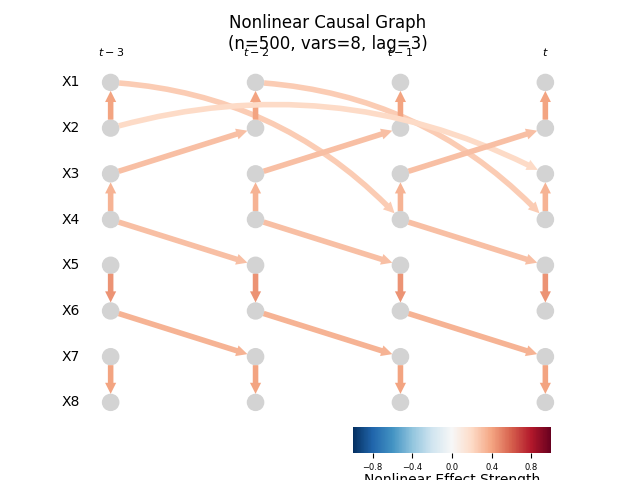 Nonlinear Causal Graph
(n=500, vars=8, lag=3)
t−3 t−2 t−1 t
X1
X2
X3
X4
X5
X6
X7
X8
−0.8 −0.4 0.0 0.4 0.8
Nonlinear Effect Strength